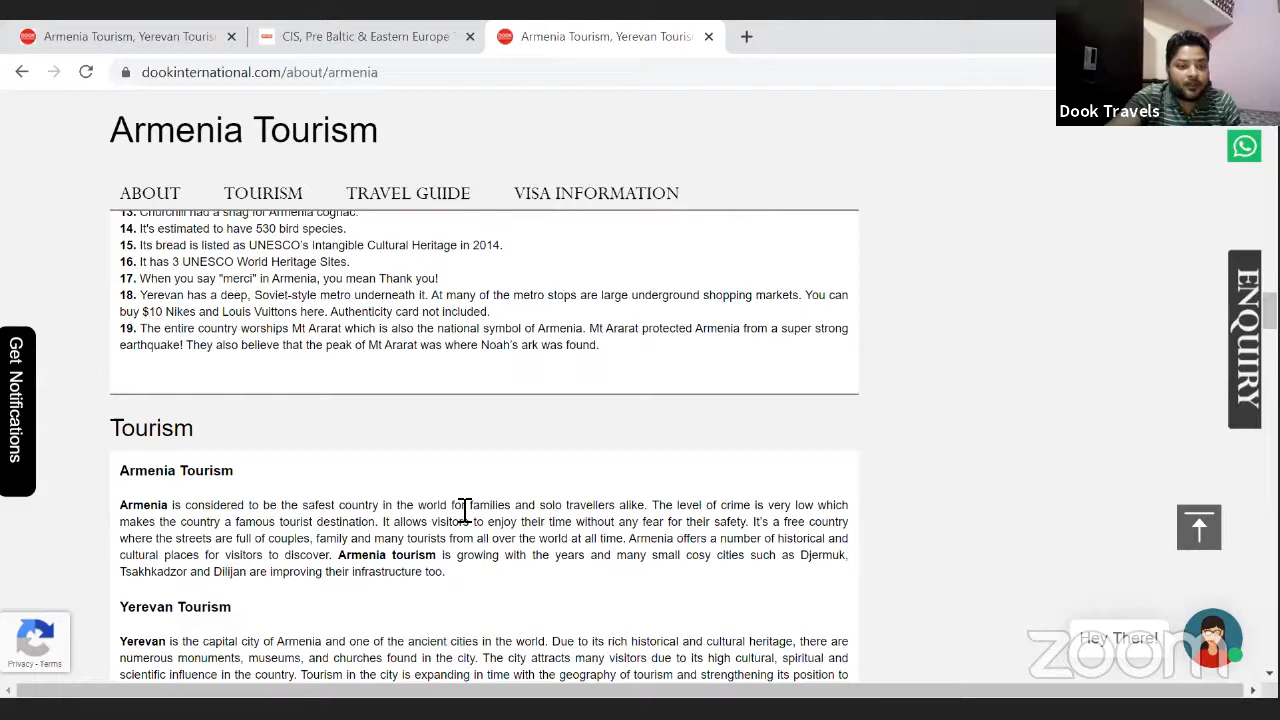 Armenia Tourism, Yerevan Touris
CIS, Pre Baltic & Eastern Europe T
Armenia Tourism, Yerevan Touris
dookinternational.com/about/armenia
Dook Travels
Armenia Tourism
ABOUT TOURISM TRAVEL GUIDE VISA INFORMATION
13. Churchill had a snag for Armenia cognac.
14. It's estimated to have 530 bird species.
15. Its bread is listed as UNESCO's Intangible Cultural Heritage in 2014.
16. It has 3 UNESCO World Heritage Sites.
17. When you say "merci" in Armenia, you mean Thank you!
18. Yerevan has a deep, Soviet-style metro underneath it. At many of the metro stops are large underground shopping markets. You can
buy $10 Nikes and Louis Vuittons here. Authenticity card not included.
19. The entire country worships Mt Ararat which is also the national symbol of Armenia. Mt Ararat protected Armenia from a super strong
earthquake! They also believe that the peak of Mt Ararat was where Noah's ark was found.
ENQUIRY
Get Notifications
Tourism
Armenia Tourism
Armenia is considered to be the safest country in the world for families and solo travellers alike. The level of crime is very low which
makes the country a famous tourist destination. It allows visitors to enjoy their time without any fear for their safety. It's a free country
where the streets are full of couples, family and many tourists from all over the world at all time. Armenia offers a number of historical and
cultural places for visitors to discover. Armenia tourism is growing with the years and many small cosy cities such as Djermuk,
Tsakhkadzor and Dilijan are improving their infrastructure too.
Yerevan Tourism
Yerevan is the capital city of Armenia and one of the ancient cities in the world. Due to its rich historical and cultural heritage, there are
numerous monuments, museums, and churches found in the city. The city attracts many visitors due to its high cultural, spiritual and
scientific influence in the country. Tourism in the city is expanding in time with the geography of tourism and strengthening its position to
Privacy - Terms
Hey There!
zoom